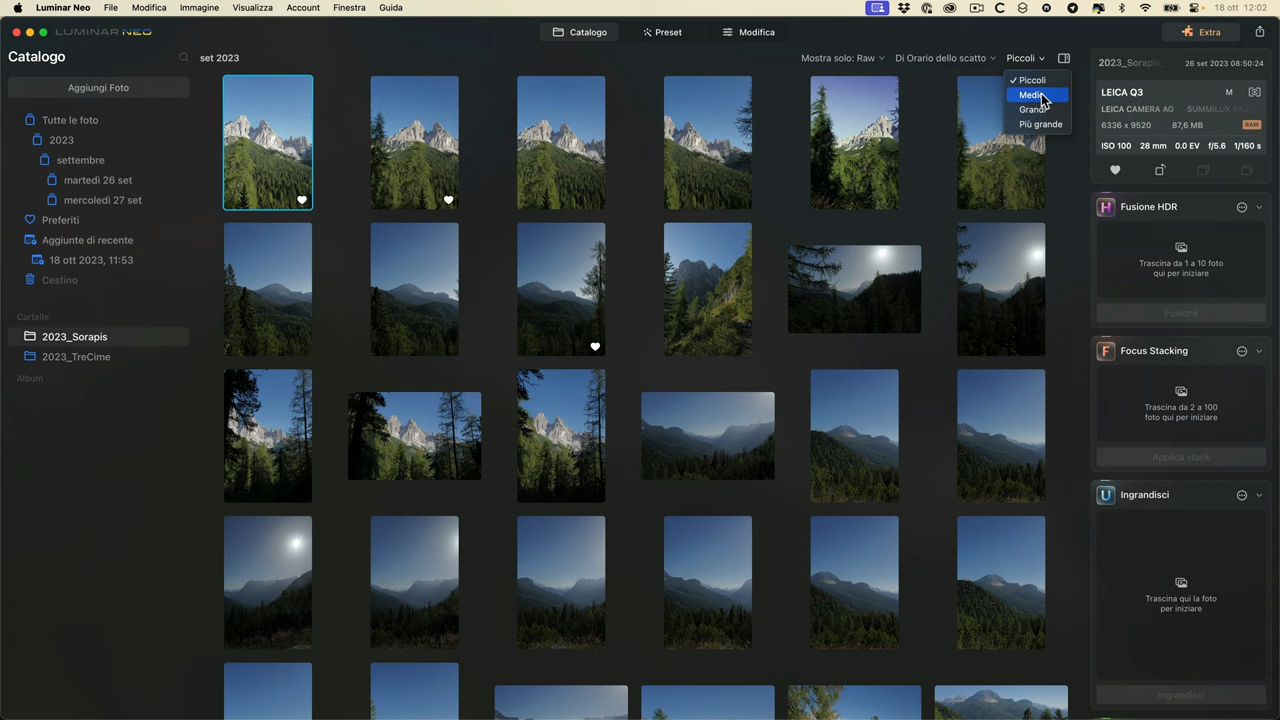 Luminar Neo File Modifica Immagine Visualizza Account Finestra Guida
18 ott 12:02
LUMINAR NEO
Catalogo Preset Modifica
Extra
Catalogo
set 2023
Mostra solo: Raw
Di Orario dello scatto
Piccoli
Piccoli
Grandi
Più grande
Aggiungi Foto
Tutte le foto
2023
settembre
martedì 26 set
mercoledì 27 set
Preferiti
Aggiunte di recente
18 ott 2023, 11:53
Cestino
Cartelle
2023_Sorapis
2023_TreCime
Album
2023_Sorapis
26 set 2023 08:50:24
LEICA Q3 M
LEICA CAMERA AG SUMMILUX
6336 x 9520 87,6 MB RAW
ISO 100 28 mm 0.0 EV f/5.6 1/160 s
Fusione HDR
Trascina da 1 a 10 foto
qui per iniziare
Fusione
Focus Stacking
Trascina da 2 a 100
foto qui per iniziare
Applica stack
Ingrandisci
Trascina qui la foto
per iniziare
Ingrandisci